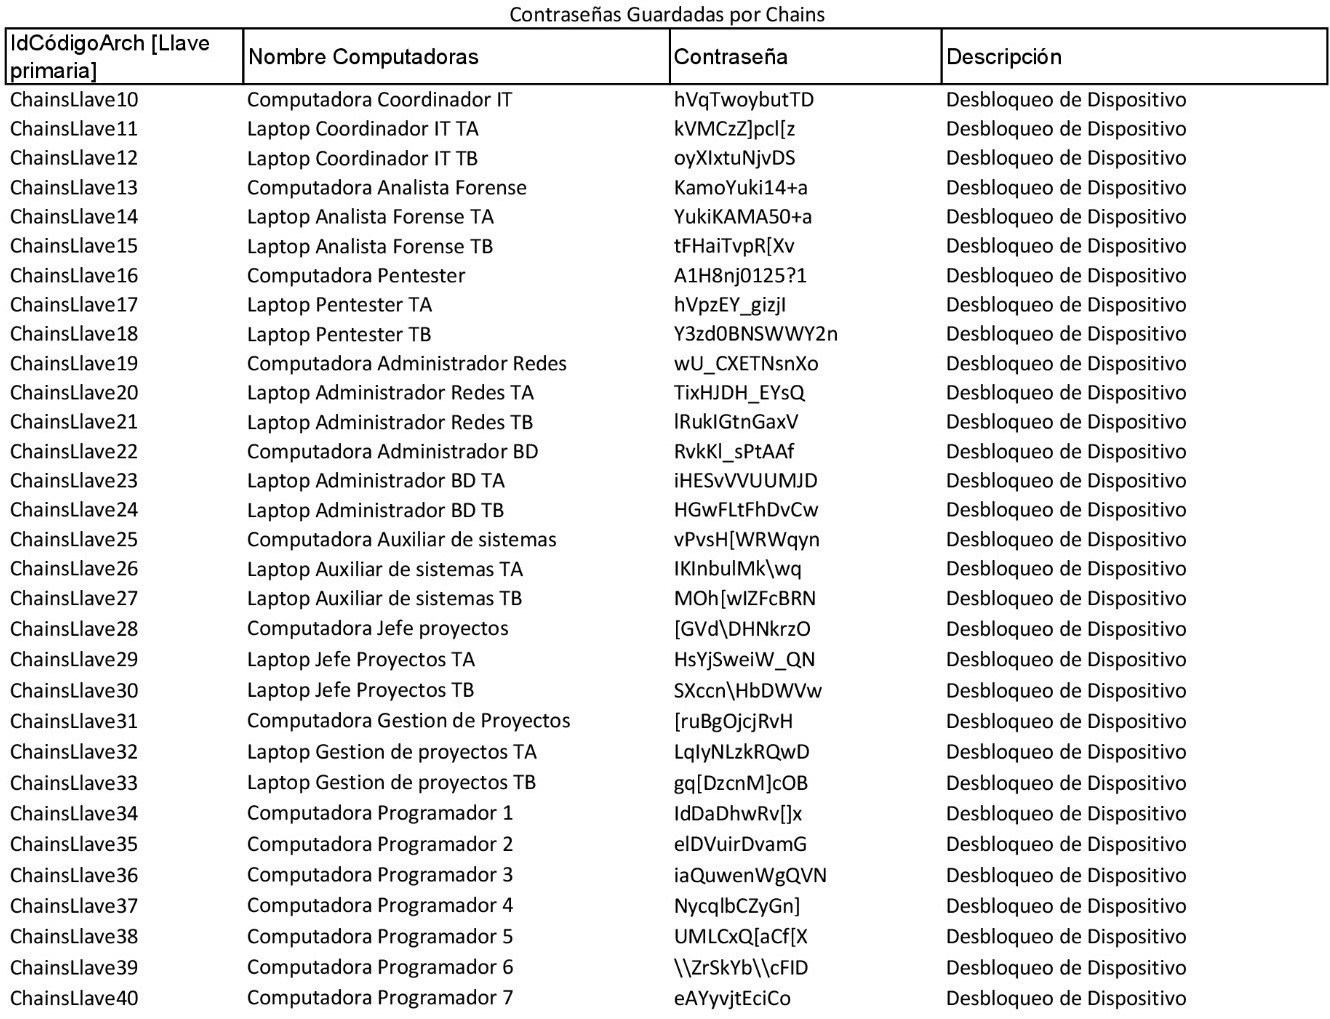 Contraseñas Guardadas por Chains
IdCódigoArch [Llave primaria] Nombre Computadoras Contraseña Descripción
ChainsLlave10 Computadora Coordinador IT hVqTwoybutTD Desbloqueo de Dispositivo
ChainsLlave11 Laptop Coordinador IT TA kVMCzZ]pcl[z Desbloqueo de Dispositivo
ChainsLlave12 Laptop Coordinador IT TB oyXIxtuNjvDS Desbloqueo de Dispositivo
ChainsLlave13 Computadora Analista Forense KamoYuki14+a Desbloqueo de Dispositivo
ChainsLlave14 Laptop Analista Forense TA YukiKAMA50+a Desbloqueo de Dispositivo
ChainsLlave15 Laptop Analista Forense TB tFHaiTvpR[Xv Desbloqueo de Dispositivo
ChainsLlave16 Computadora Pentester A1H8nj0125?1 Desbloqueo de Dispositivo
ChainsLlave17 Laptop Pentester TA hVpzEY_gizjI Desbloqueo de Dispositivo
ChainsLlave18 Laptop Pentester TB Y3zd0BNSWWY2n Desbloqueo de Dispositivo
ChainsLlave19 Computadora Administrador Redes wU_CXETNsnXo Desbloqueo de Dispositivo
ChainsLlave20 Laptop Administrador Redes TA TixHJDH_EYsQ Desbloqueo de Dispositivo
ChainsLlave21 Laptop Administrador Redes TB lRukIGtnGaxV Desbloqueo de Dispositivo
ChainsLlave22 Computadora Administrador BD RvkKl_sPtAAf Desbloqueo de Dispositivo
ChainsLlave23 Laptop Administrador BD TA iHESvVVUUMJD Desbloqueo de Dispositivo
ChainsLlave24 Laptop Administrador BD TB HGwFLtFhDvCw Desbloqueo de Dispositivo
ChainsLlave25 Computadora Auxiliar de sistemas vPvsH[WRWqyn Desbloqueo de Dispositivo
ChainsLlave26 Laptop Auxiliar de sistemas TA IKInbulMk\wq Desbloqueo de Dispositivo
ChainsLlave27 Laptop Auxiliar de sistemas TB MOh[wIZFcBRN Desbloqueo de Dispositivo
ChainsLlave28 Computadora Jefe proyectos [GVd\DHNkrzO Desbloqueo de Dispositivo
ChainsLlave29 Laptop Jefe Proyectos TA HsYjSweiW_QN Desbloqueo de Dispositivo
ChainsLlave30 Laptop Jefe Proyectos TB SXccn\HbDWVw Desbloqueo de Dispositivo
ChainsLlave31 Computadora Gestion de Proyectos [ruBgOjcjRvH Desbloqueo de Dispositivo
ChainsLlave32 Laptop Gestion de proyectos TA LqIyNLzkRQwD Desbloqueo de Dispositivo
ChainsLlave33 Laptop Gestion de proyectos TB gq[DzcnM]cOB Desbloqueo de Dispositivo
ChainsLlave34 Computadora Programador 1 IdDaDhwRv[]x Desbloqueo de Dispositivo
ChainsLlave35 Computadora Programador 2 elDVuirDvamG Desbloqueo de Dispositivo
ChainsLlave36 Computadora Programador 3 iaQuwenWgQVN Desbloqueo de Dispositivo
ChainsLlave37 Computadora Programador 4 NycqlbCZyGn] Desbloqueo de Dispositivo
ChainsLlave38 Computadora Programador 5 UMLCxQ[aCf[X Desbloqueo de Dispositivo
ChainsLlave39 Computadora Programador 6 \\ZrSkYb\\cFID Desbloqueo de Dispositivo
ChainsLlave40 Computadora Programador 7 eAYyvjtEciCo Desbloqueo de Dispositivo